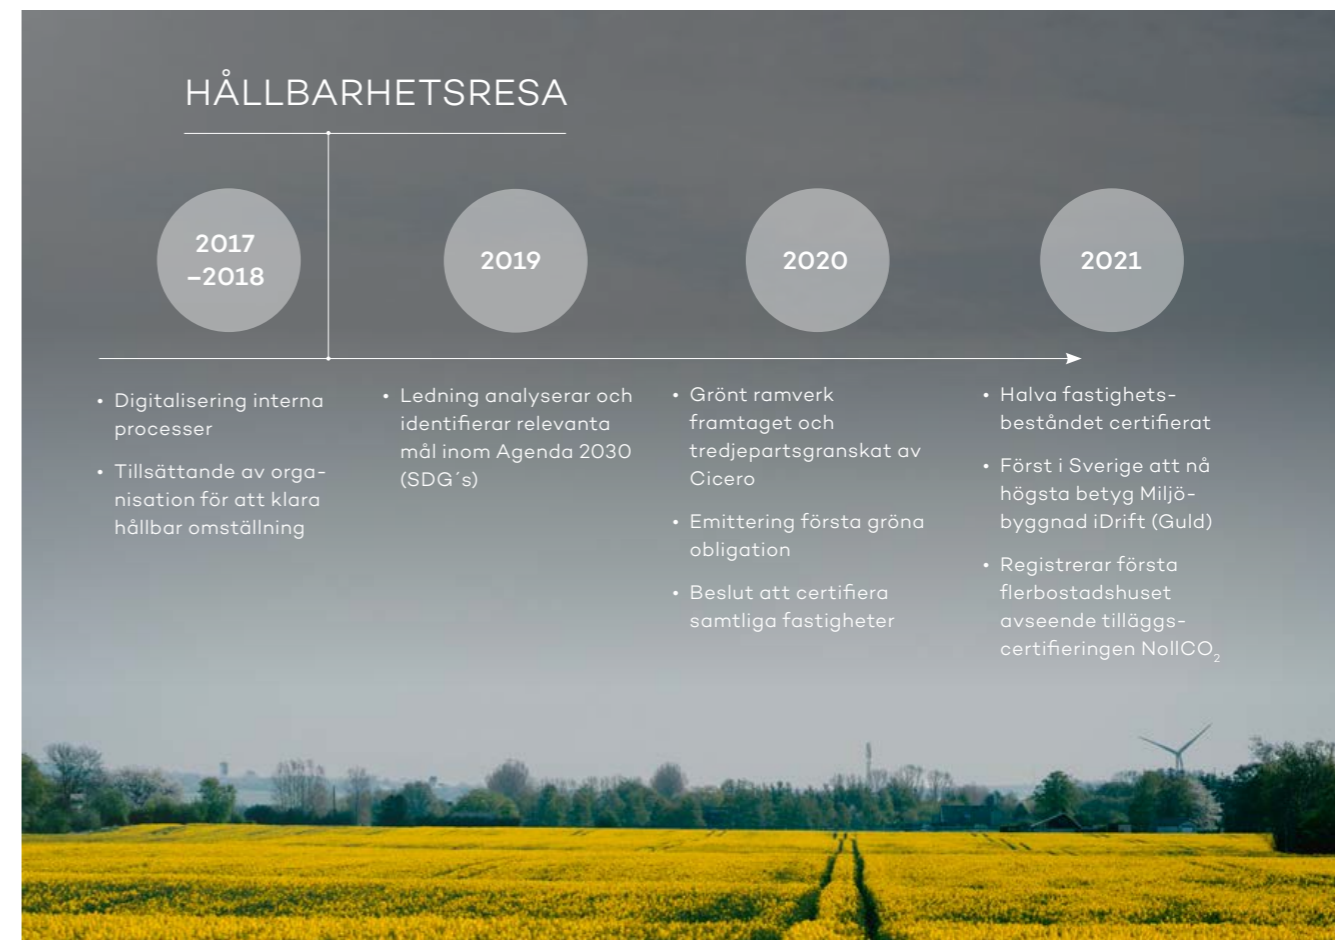 HÅLLBARHETSRESA
2017
–2018
2019
2020
2021
• Digitalisering interna
processer
• Tillsättande av orga-
nisation för att klara
hållbar omställning
• Ledning analyserar och
identifierar relevanta
mål inom Agenda 2030
(SDG´s)
• Grönt ramverk
framtaget och
tredjepartsgranskat av
Cicero
• Emittering första gröna
obligation
• Beslut att certifiera
samtliga fastigheter
• Halva fastighets-
beståndet certifierat
• Först i Sverige att nå
högsta betyg Miljö-
byggnad iDrift (Guld)
• Registrerar första
flerbostadshuset
avseende tilläggs-
certifieringen NollCO₂